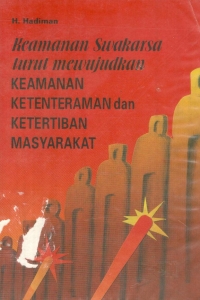 H. Hadiman
Keamanan Swakarsa
turut mewujudkan
KEAMANAN
KETENTERAMAN dan
KETERTIBAN
MASYARAKAT